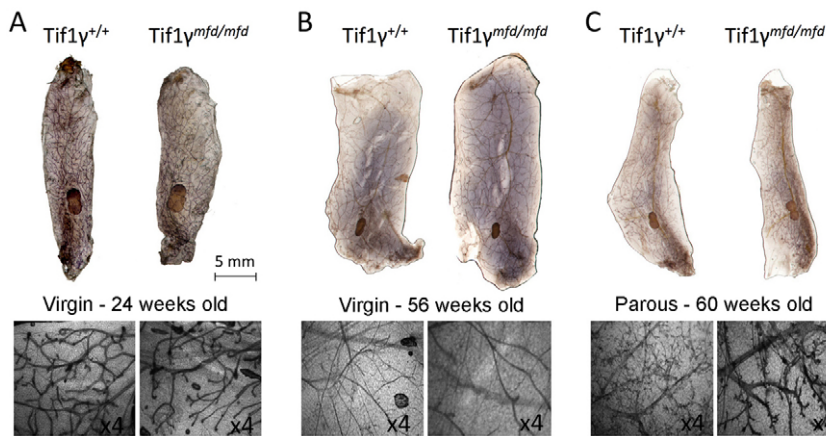 A
Tif1γ+/+
Tif1γmfd/mfd
B
Tif1γ+/+
Tif1γmfd/mfd
C
Tif1γ+/+
Tif1γmfd/mfd
5 mm
Virgin - 24 weeks old
Virgin - 56 weeks old
Parous - 60 weeks old
x4
x4
x4
x4
x4
x4